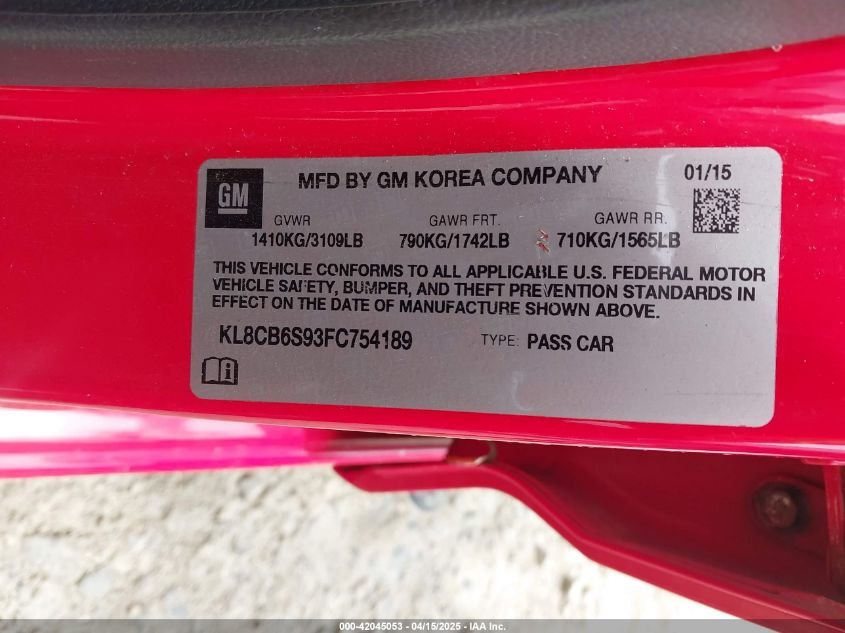 GM
MFD BY GM KOREA COMPANY 01/15
GVWR GAWR FRT. GAWR RR.
1410KG/3109LB 790KG/1742LB 710KG/1565LB
THIS VEHICLE CONFORMS TO ALL APPLICABLE U.S. FEDERAL MOTOR
VEHICLE SAFETY, BUMPER, AND THEFT PREVENTION STANDARDS IN
EFFECT ON THE DATE OF MANUFACTURE SHOWN ABOVE.
KL8CB6S93FC754189 TYPE: PASS CAR
000-42045053 - 04/15/2025 - IAA Inc.